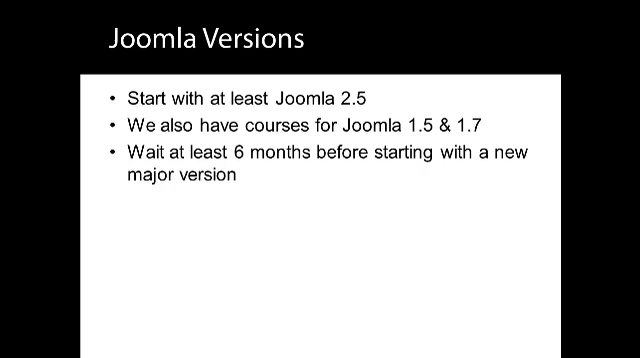 Joomla Versions
• Start with at least Joomla 2.5
• We also have courses for Joomla 1.5 & 1.7
• Wait at least 6 months before starting with a new
major version